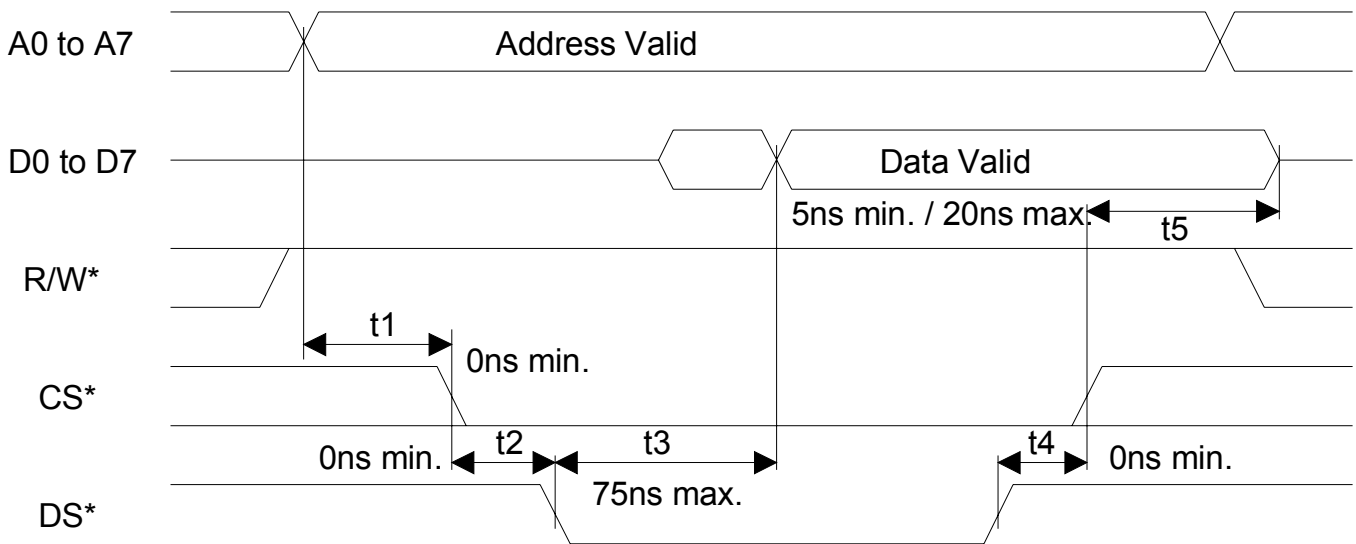 A0 to A7
Address Valid
D0 to D7
Data Valid
5ns min. / 20ns max.
t5
R/W*
t1
0ns min.
CS*
0ns min.
t2
t3
t4
0ns min.
75ns max.
DS*